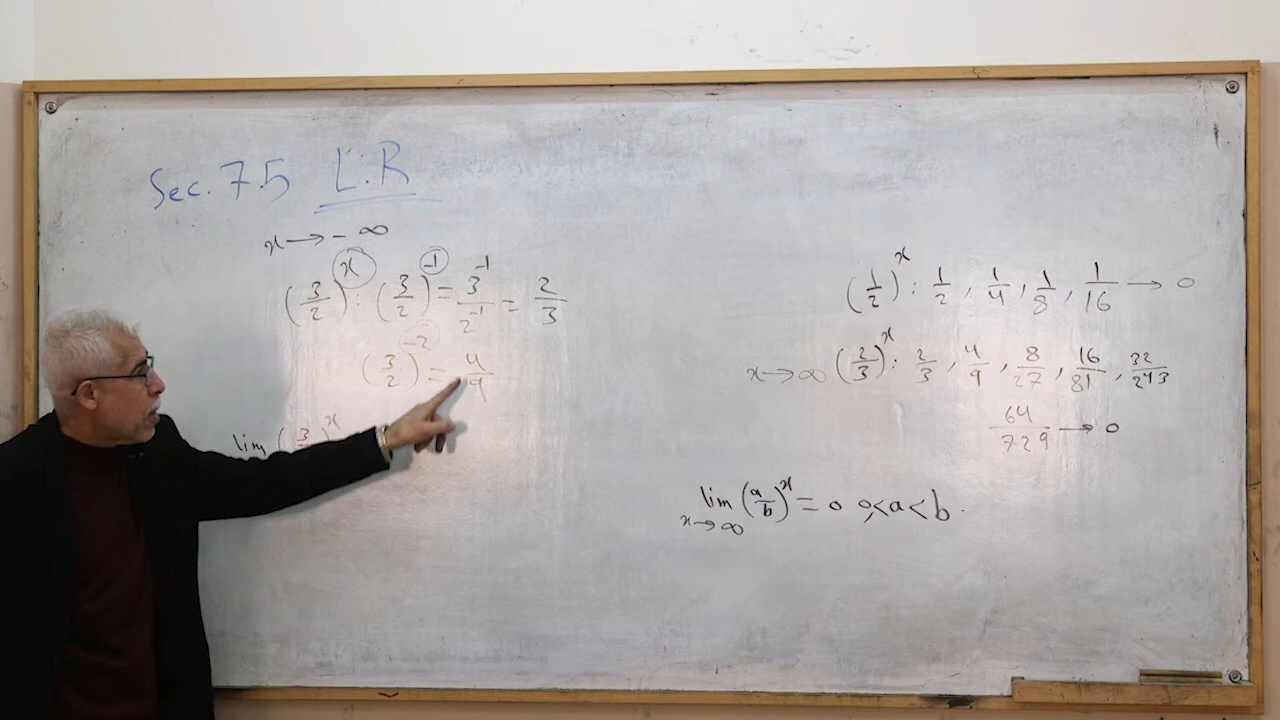 Sec. 7.5 L'.R
x → - ∞
(3/2)^x : (3/2)^-1 = 3^-1/2^-1 = 2/3
(3/2)^-2 = 4/9
lim (3/
(1/2)^x : 1/2 , 1/4 , 1/8 , 1/16 → 0
x → ∞ (2/3)^x : 2/3 , 4/9 , 8/27 , 16/81 , 32/243
64/729 → 0
lim x → ∞ (a/b)^x = 0 0<a<b.